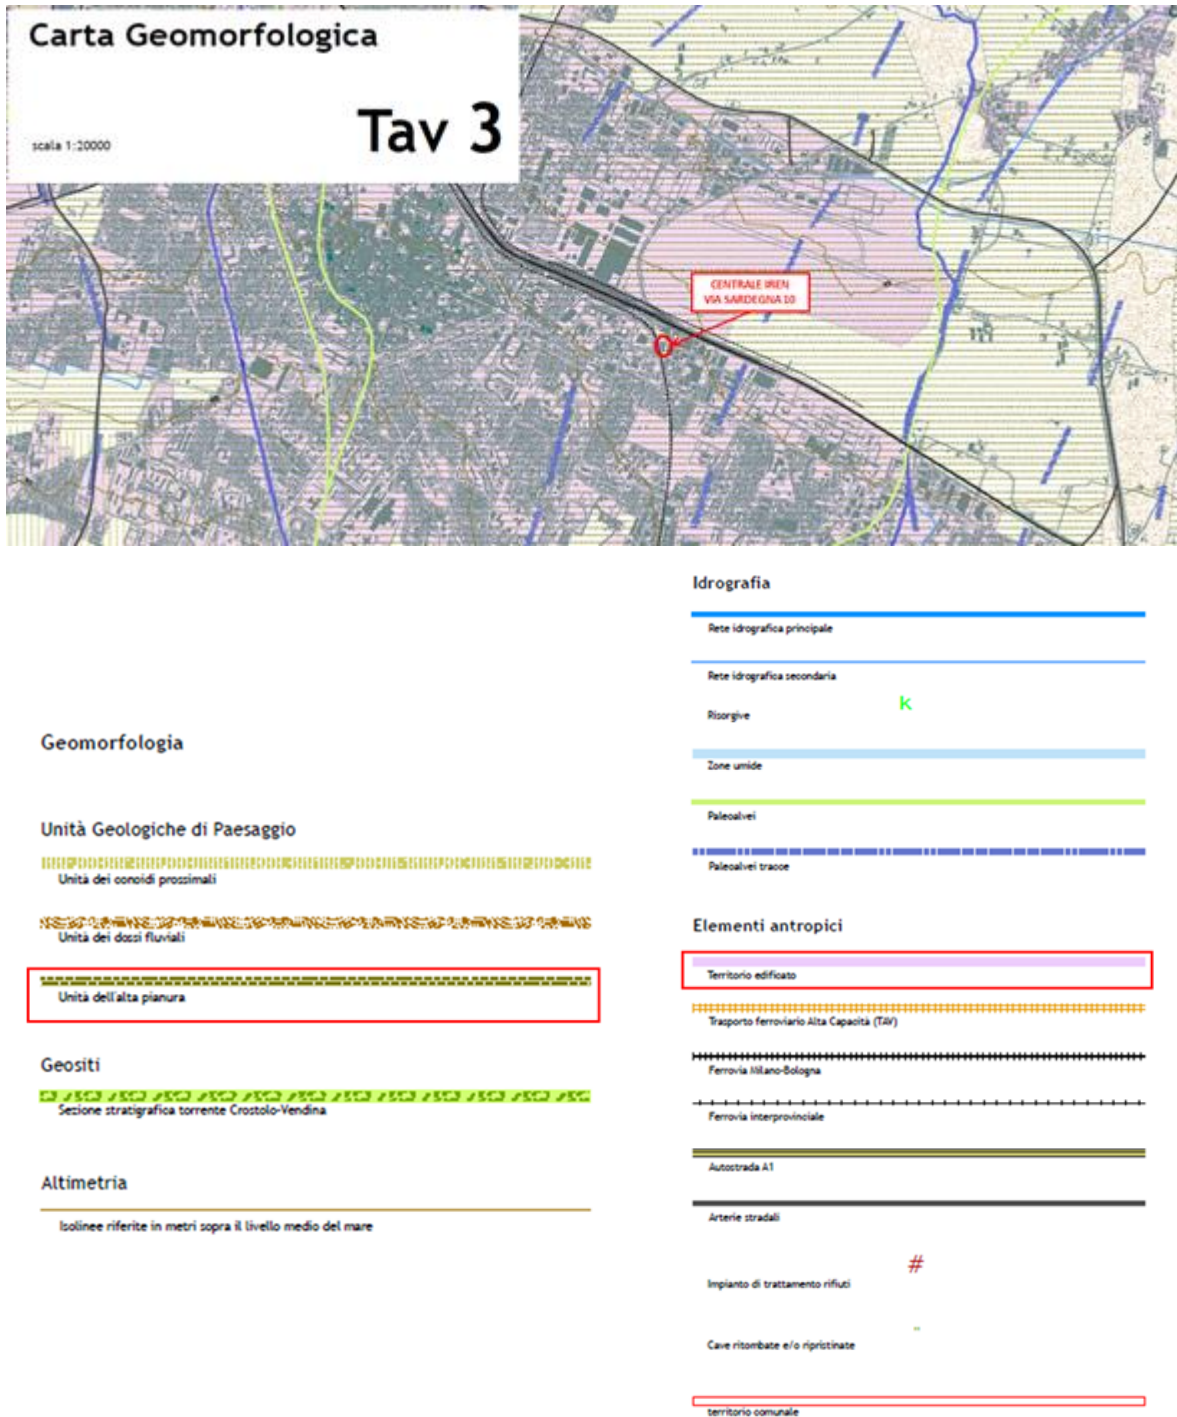 Carta Geomorfologica
Tav 3
scala 1:20000
CENTRALE IREN
VIA SARDEGNA 10
Geomorfologia
Unità Geologiche di Paesaggio
Unità dei conoidi prossimali
Unità dei dossi fluviali
Unità dell'alta pianura
Geositi
Sezione stratigrafica torrente Crostolo-Vendina
Altimetria
Isolinee riferite in metri sopra il livello medio del mare
Idrografia
Rete idrografica principale
Rete idrografica secondaria
k
Risorgive
Zone umide
Paleoalvei
Paleoalvei tracce
Elementi antropici
Territorio edificato
Trasporto ferroviario Alta Capacità (TAV)
Ferrovia Milano-Bologna
Ferrovia interprovinciale
Autostrada A1
Arterie stradali
#
Impianto di trattamento rifiuti
Cave ritombate e/o ripristinate
territorio comunale